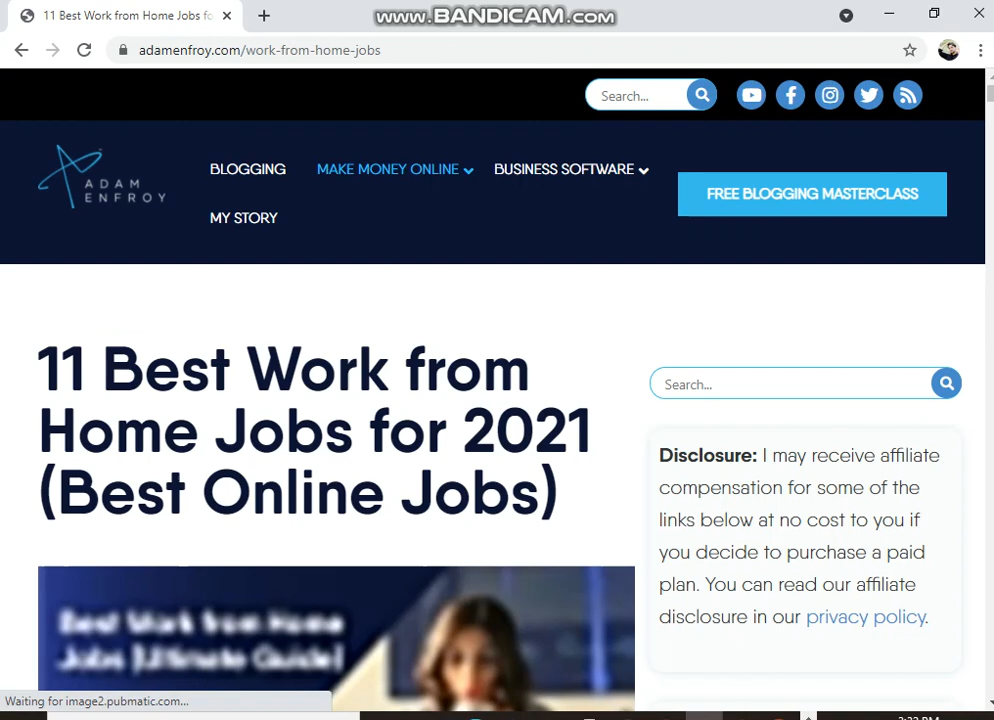 11 Best Work from Home Jobs fo
www.BANDICAM.com
adamenfroy.com/work-from-home-jobs
Search...
ADAM
ENFROY
BLOGGING
MAKE MONEY ONLINE
BUSINESS SOFTWARE
MY STORY
FREE BLOGGING MASTERCLASS
11 Best Work from
Home Jobs for 2021
(Best Online Jobs)
Search...
Disclosure: I may receive affiliate
compensation for some of the
links below at no cost to you if
you decide to purchase a paid
plan. You can read our affiliate
disclosure in our privacy policy.
Best Work from Home
Jobs [Ultimate Guide]
Waiting for image2.pubmatic.com...